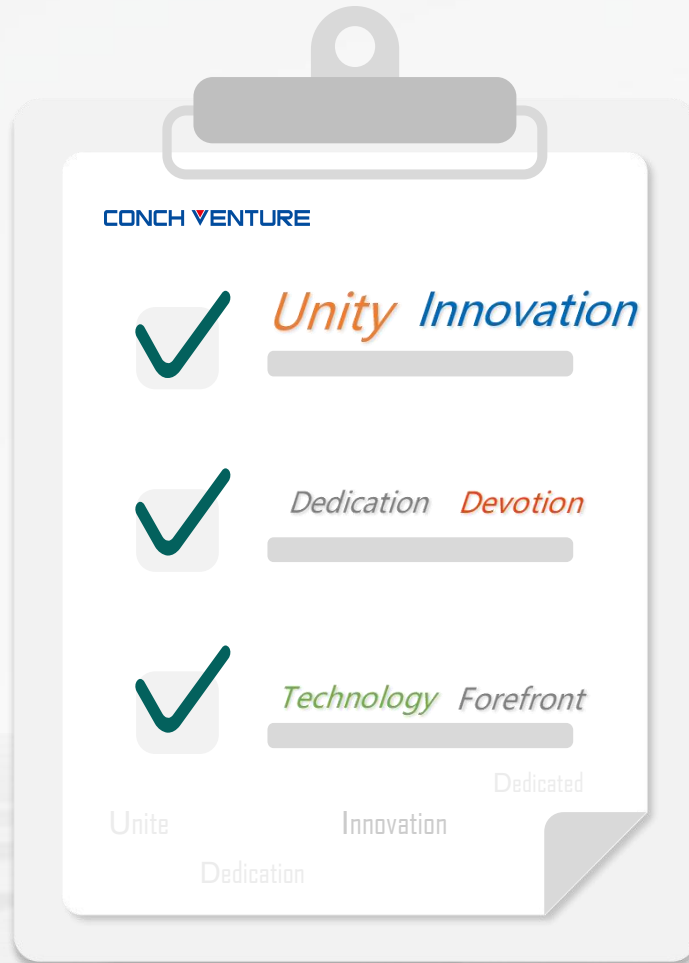 CONCH VENTURE
Unity Innovation
Dedication Devotion
Technology Forefront
Dedicated
Unite Innovation
Dedication